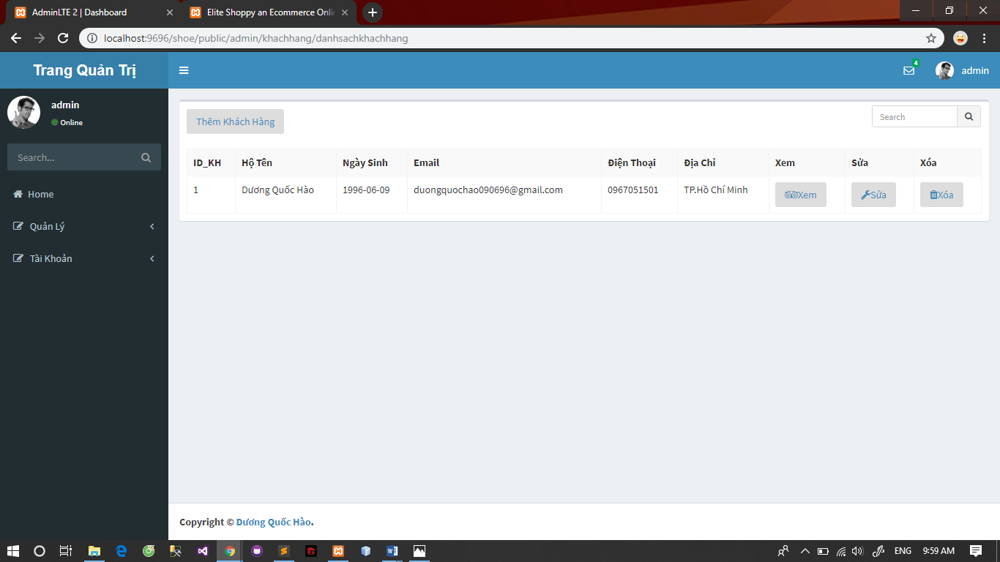 AdminLTE 2 | Dashboard
Elite Shoppy an Ecommerce Onlin
localhost:9696/shoe/public/admin/khachhang/danhsachkhachhang
Trang Quản Trị
4
admin
admin
Online
Search...
Home
Quản Lý
Tài Khoản
Thêm Khách Hàng
Search
ID_KH Hộ Tên Ngày Sinh Email Điện Thoại Địa Chỉ Xem Sửa Xóa
1 Dương Quốc Hào 1996-06-09 duongquochao090696@gmail.com 0967051501 TP.Hồ Chí Minh Xem Sửa Xóa
Copyright © Dương Quốc Hào.
ENG 9:59 AM